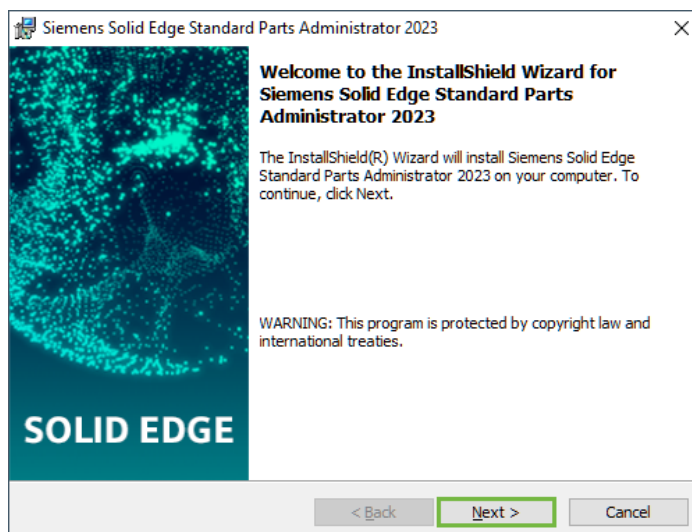 Siemens Solid Edge Standard Parts Administrator 2023
Welcome to the InstallShield Wizard for
Siemens Solid Edge Standard Parts
Administrator 2023
The InstallShield(R) Wizard will install Siemens Solid Edge
Standard Parts Administrator 2023 on your computer. To
continue, click Next.
WARNING: This program is protected by copyright law and
international treaties.
SOLID EDGE
< Back
Next >
Cancel